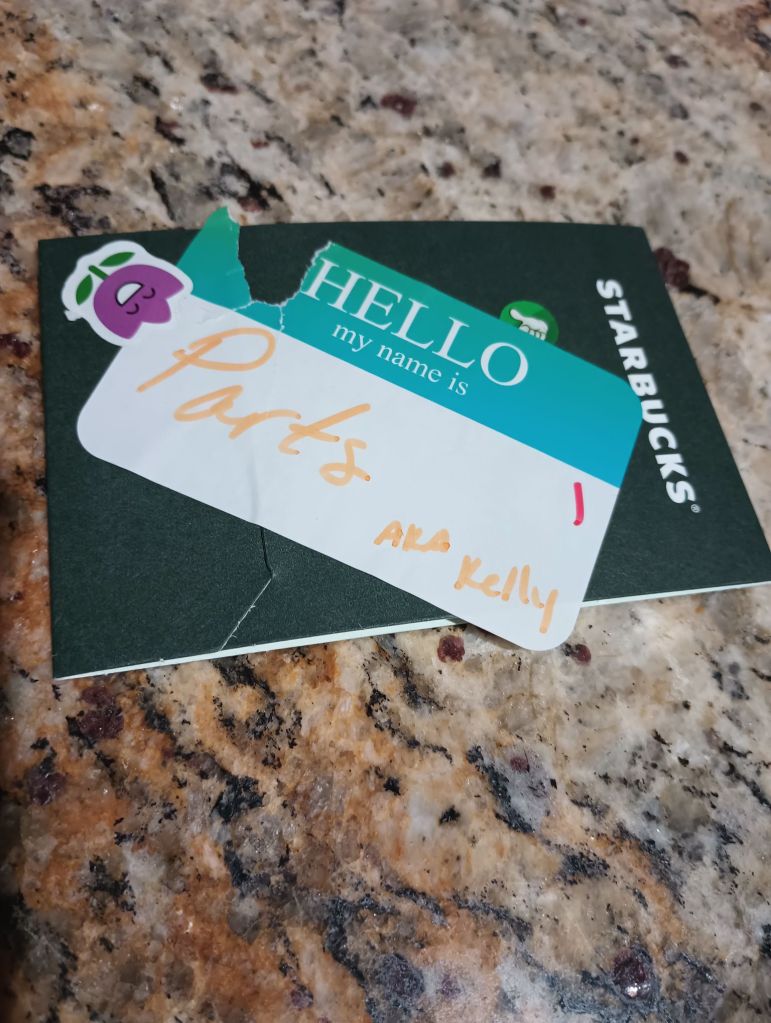 HELLO
my name is
Parts
AKA Kelly
STARBUCKS®